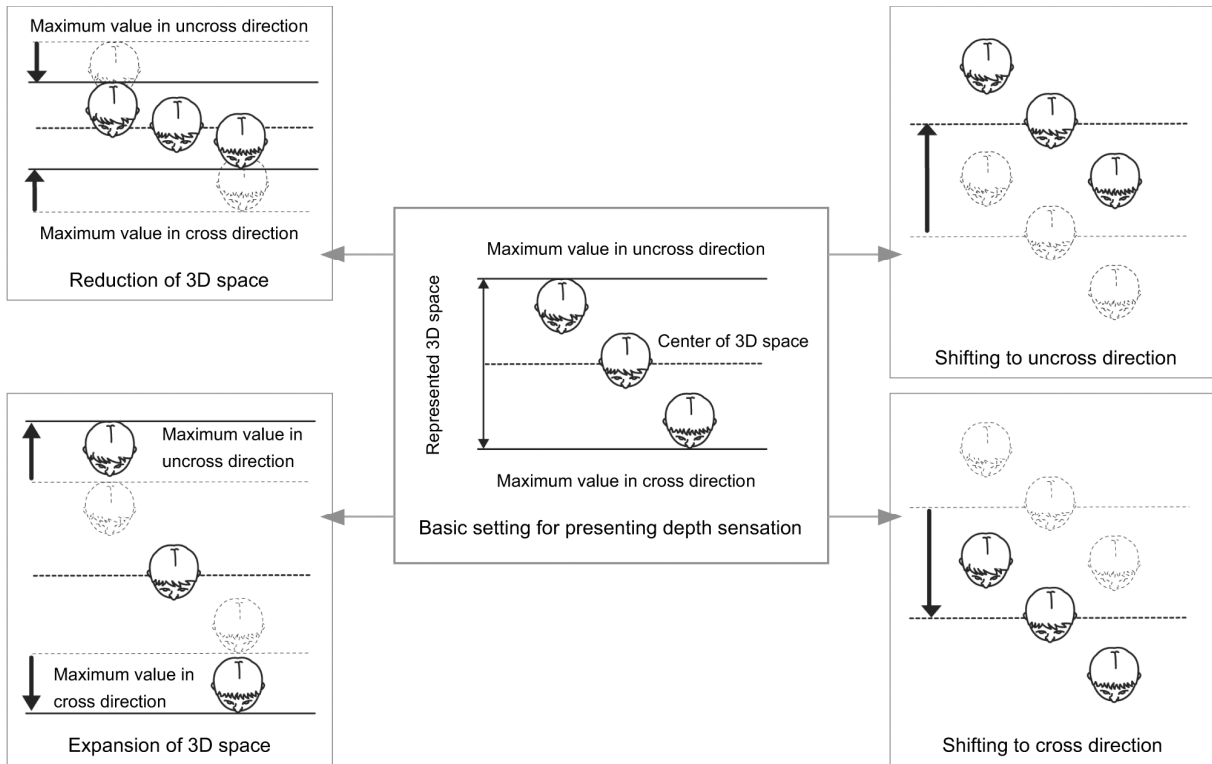 Maximum value in uncross direction
Maximum value in cross direction
Reduction of 3D space
Maximum value in
uncross direction
Maximum value in
cross direction
Expansion of 3D space
Maximum value in uncross direction
Represented 3D space
Center of 3D space
Maximum value in cross direction
Basic setting for presenting depth sensation
Shifting to uncross direction
Shifting to cross direction